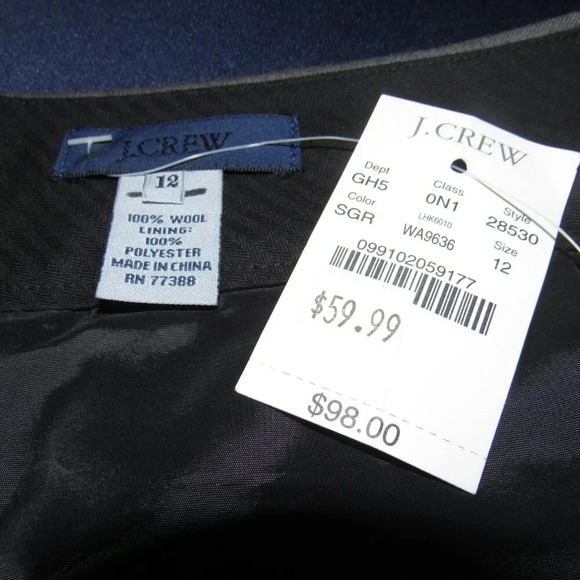 J.CREW
12
100% WOOL
LINING:
100%
POLYESTER
MADE IN CHINA
RN 77388
J.CREW
Dept Class Style
GH5 0N1 28530
Color LHK6010 Size
SGR WA9636 12
099102059177
$59.99
$98.00